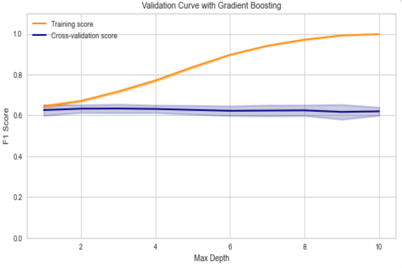 Validation Curve with Gradient Boosting
Training score
Cross-validation score
1.0
0.8
0.6
0.4
0.2
0.0
F1 Score
2 4 6 8 10
Max Depth